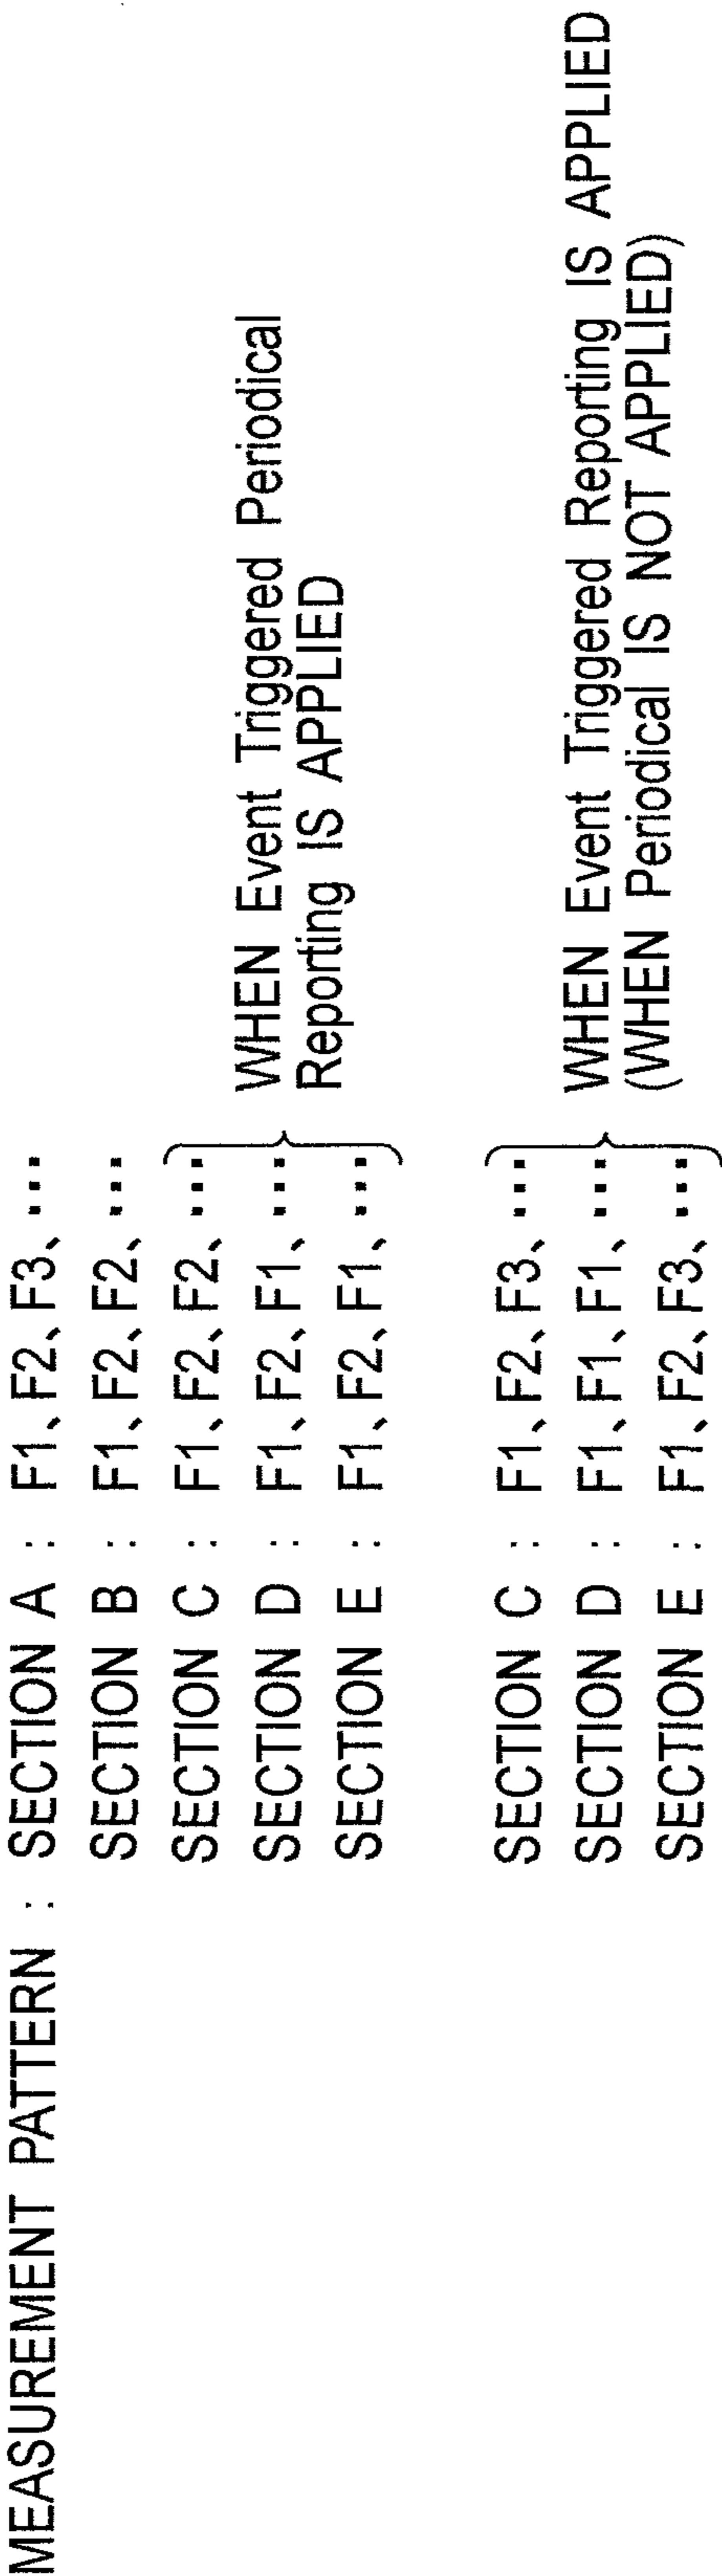 MEASUREMENT PATTERN : SECTION A : F1、F2、F3、…
SECTION B : F1、F2、F2、…
SECTION C : F1、F2、F2、…
SECTION D : F1、F2、F1、…
SECTION E : F1、F2、F1、…
WHEN Event Triggered Periodical
Reporting IS APPLIED
SECTION C : F1、F2、F3、…
SECTION D : F1、F1、F1、…
SECTION E : F1、F2、F3、…
WHEN Event Triggered Reporting IS APPLIED
(WHEN Periodical IS NOT APPLIED)